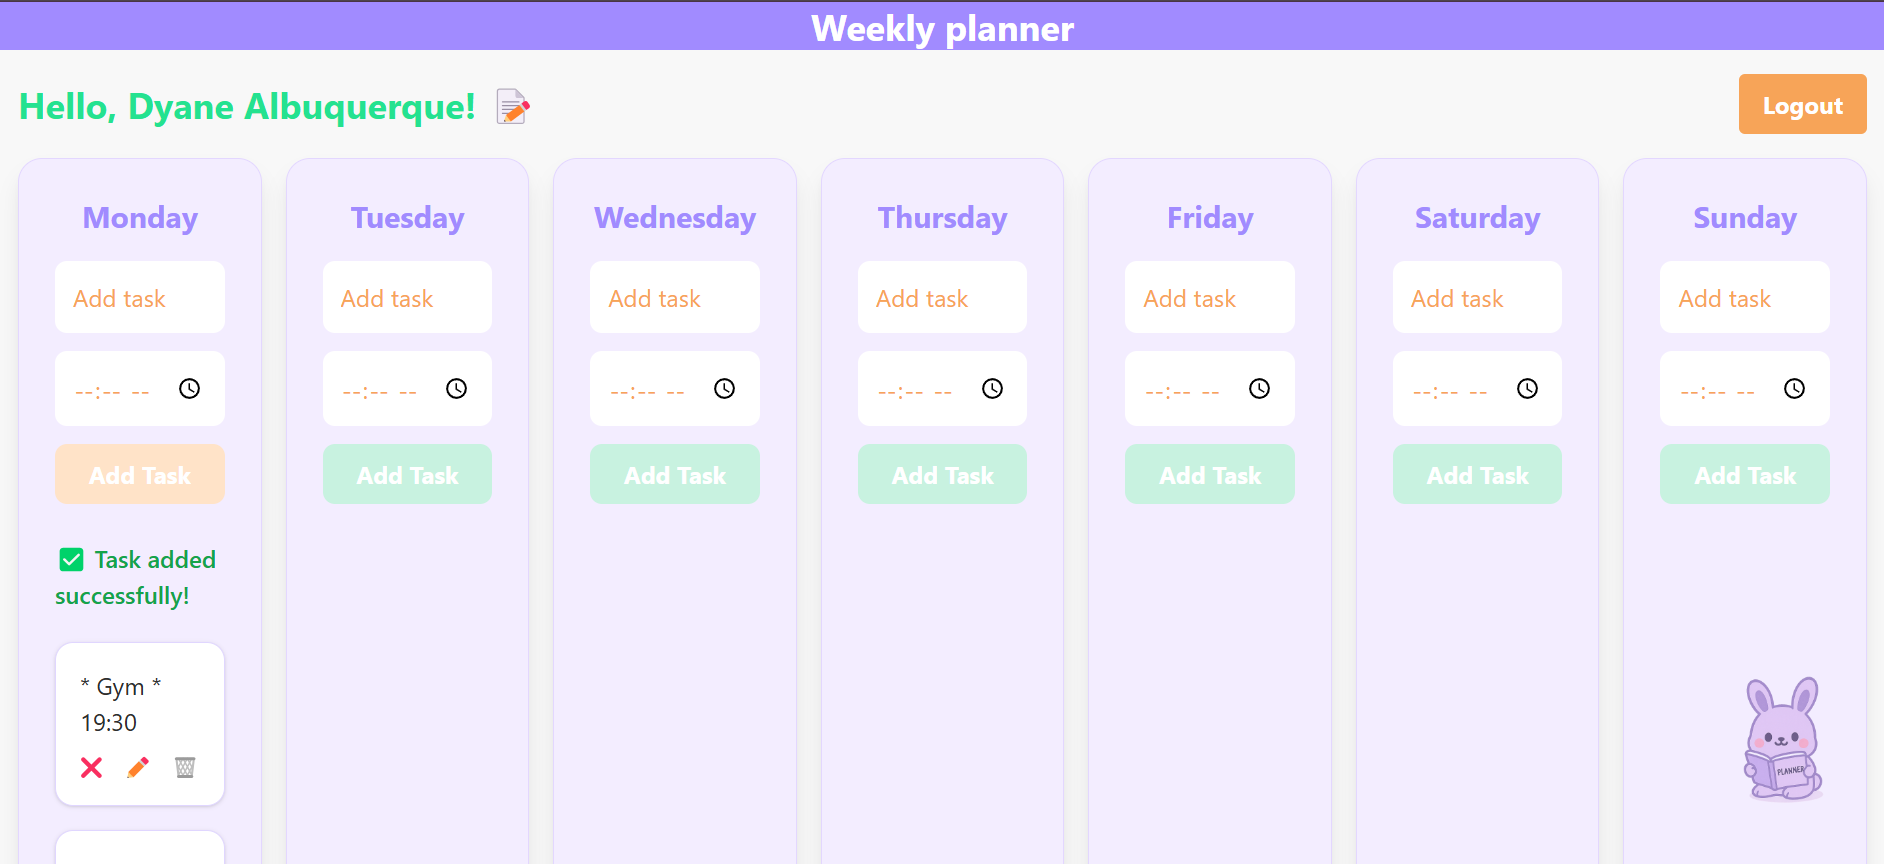 Weekly planner
Hello, Dyane Albuquerque!
Logout
Monday
Add task
--:-- --
Add Task
Task added
successfully!
* Gym *
19:30
Tuesday
Add task
--:-- --
Add Task
Wednesday
Add task
--:-- --
Add Task
Thursday
Add task
--:-- --
Add Task
Friday
Add task
--:-- --
Add Task
Saturday
Add task
--:-- --
Add Task
Sunday
Add task
--:-- --
Add Task
PLANNER